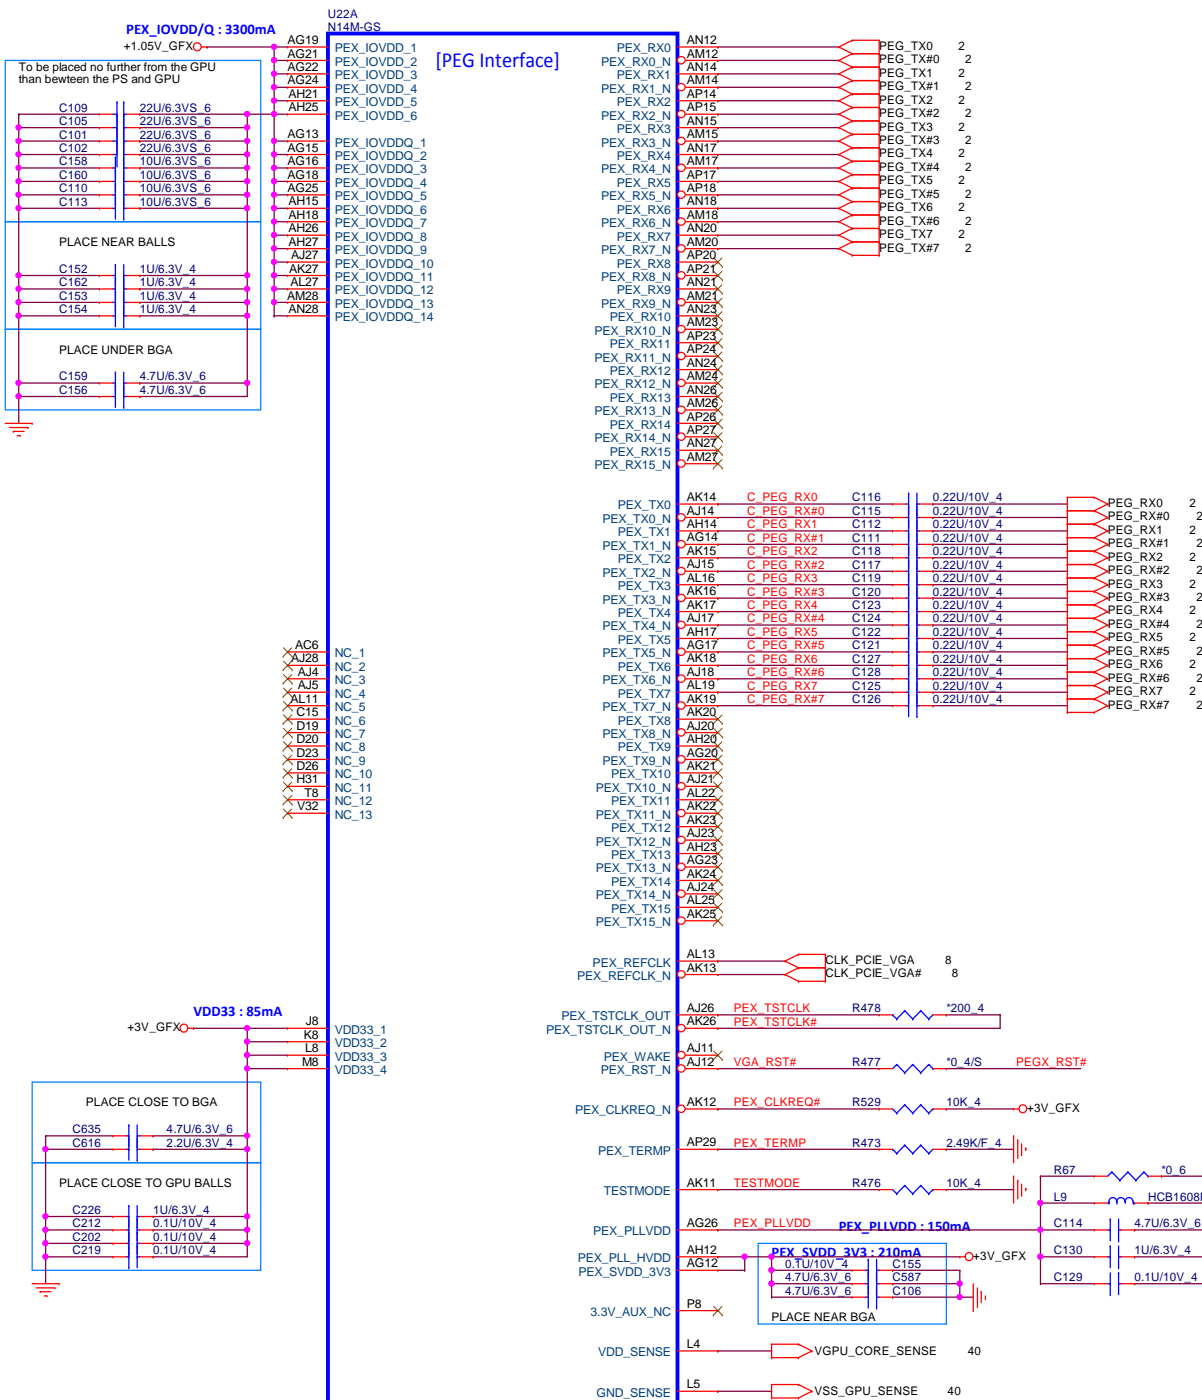 U22A
N14M-GS
PEX_IOVDD/Q : 3300mA
+1.05V_GFX
[PEG Interface]
To be placed no further from the GPU
than bewteen the PS and GPU
C109 22U/6.3VS_6
C105 22U/6.3VS_6
C101 22U/6.3VS_6
C102 22U/6.3VS_6
C158 10U/6.3VS_6
C160 10U/6.3VS_6
C110 10U/6.3VS_6
C113 10U/6.3VS_6
PLACE NEAR BALLS
C152 1U/6.3V_4
C162 1U/6.3V_4
C153 1U/6.3V_4
C154 1U/6.3V_4
PLACE UNDER BGA
C159 4.7U/6.3V_6
C156 4.7U/6.3V_6
AG19 PEX_IOVDD_1
AG21 PEX_IOVDD_2
AG22 PEX_IOVDD_3
AG24 PEX_IOVDD_4
AH21 PEX_IOVDD_5
AH25 PEX_IOVDD_6
AG13 PEX_IOVDDQ_1
AG15 PEX_IOVDDQ_2
AG16 PEX_IOVDDQ_3
AG18 PEX_IOVDDQ_4
AG25 PEX_IOVDDQ_5
AH15 PEX_IOVDDQ_6
AH18 PEX_IOVDDQ_7
AH26 PEX_IOVDDQ_8
AH27 PEX_IOVDDQ_9
AJ27 PEX_IOVDDQ_10
AK27 PEX_IOVDDQ_11
AL27 PEX_IOVDDQ_12
AM28 PEX_IOVDDQ_13
AN28 PEX_IOVDDQ_14
AC6 NC_1
AJ28 NC_2
AJ4 NC_3
AJ5 NC_4
AL11 NC_5
C15 NC_6
D19 NC_7
D20 NC_8
D23 NC_9
D26 NC_10
H31 NC_11
T8 NC_12
V32 NC_13
VDD33 : 85mA
+3V_GFX
J8 VDD33_1
K8 VDD33_2
L8 VDD33_3
M8 VDD33_4
PLACE CLOSE TO BGA
C635 4.7U/6.3V_6
C616 2.2U/6.3V_4
PLACE CLOSE TO GPU BALLS
C226 1U/6.3V_4
C212 0.1U/10V_4
C202 0.1U/10V_4
C219 0.1U/10V_4
PEX_RX0 AN12 PEG_TX0 2
PEX_RX0_N AM12 PEG_TX#0 2
PEX_RX1 AN14 PEG_TX1 2
PEX_RX1_N AM14 PEG_TX#1 2
PEX_RX2 AP14 PEG_TX2 2
PEX_RX2_N AP15 PEG_TX#2 2
PEX_RX3 AN15 PEG_TX3 2
PEX_RX3_N AM15 PEG_TX#3 2
PEX_RX4 AN17 PEG_TX4 2
PEX_RX4_N AM17 PEG_TX#4 2
PEX_RX5 AP17 PEG_TX5 2
PEX_RX5_N AP18 PEG_TX#5 2
PEX_RX6 AN18 PEG_TX6 2
PEX_RX6_N AM18 PEG_TX#6 2
PEX_RX7 AN20 PEG_TX7 2
PEX_RX7_N AM20 PEG_TX#7 2
PEX_RX8 AP20
PEX_RX8_N AP21
PEX_RX9 AN21
PEX_RX9_N AM21
PEX_RX10 AN23
PEX_RX10_N AM23
PEX_RX11 AP23
PEX_RX11_N AP24
PEX_RX12 AN24
PEX_RX12_N AM24
PEX_RX13 AN26
PEX_RX13_N AM26
PEX_RX14 AP26
PEX_RX14_N AP27
PEX_RX15 AN27
PEX_RX15_N AM27
PEX_TX0 AK14 C_PEG_RX0 C116 0.22U/10V_4 PEG_RX0 2
PEX_TX0_N AJ14 C_PEG_RX#0 C115 0.22U/10V_4 PEG_RX#0 2
PEX_TX1 AH14 C_PEG_RX1 C112 0.22U/10V_4 PEG_RX1 2
PEX_TX1_N AG14 C_PEG_RX#1 C111 0.22U/10V_4 PEG_RX#1 2
PEX_TX2 AK15 C_PEG_RX2 C118 0.22U/10V_4 PEG_RX2 2
PEX_TX2_N AJ15 C_PEG_RX#2 C117 0.22U/10V_4 PEG_RX#2 2
PEX_TX3 AL16 C_PEG_RX3 C119 0.22U/10V_4 PEG_RX3 2
PEX_TX3_N AK16 C_PEG_RX#3 C120 0.22U/10V_4 PEG_RX#3 2
PEX_TX4 AK17 C_PEG_RX4 C123 0.22U/10V_4 PEG_RX4 2
PEX_TX4_N AJ17 C_PEG_RX#4 C124 0.22U/10V_4 PEG_RX#4 2
PEX_TX5 AH17 C_PEG_RX5 C122 0.22U/10V_4 PEG_RX5 2
PEX_TX5_N AG17 C_PEG_RX#5 C121 0.22U/10V_4 PEG_RX#5 2
PEX_TX6 AK18 C_PEG_RX6 C127 0.22U/10V_4 PEG_RX6 2
PEX_TX6_N AJ18 C_PEG_RX#6 C128 0.22U/10V_4 PEG_RX#6 2
PEX_TX7 AL19 C_PEG_RX7 C125 0.22U/10V_4 PEG_RX7 2
PEX_TX7_N AK19 C_PEG_RX#7 C126 0.22U/10V_4 PEG_RX#7 2
PEX_TX8 AK20
PEX_TX8_N AJ20
PEX_TX9 AH20
PEX_TX9_N AG20
PEX_TX10 AK21
PEX_TX10_N AJ21
PEX_TX11 AL22
PEX_TX11_N AK22
PEX_TX12 AK23
PEX_TX12_N AJ23
PEX_TX13 AH23
PEX_TX13_N AG23
PEX_TX14 AK24
PEX_TX14_N AJ24
PEX_TX15 AL25
PEX_TX15_N AK25
PEX_REFCLK AL13 CLK_PCIE_VGA 8
PEX_REFCLK_N AK13 CLK_PCIE_VGA# 8
PEX_TSTCLK_OUT AJ26 PEX_TSTCLK R478 *200_4
PEX_TSTCLK_OUT_N AK26 PEX_TSTCLK#
PEX_WAKE AJ11
PEX_RST_N AJ12 VGA_RST# R477 *0_4/S PEGX_RST#
PEX_CLKREQ_N AK12 PEX_CLKREQ# R529 10K_4 +3V_GFX
PEX_TERMP AP29 PEX_TERMP R473 2.49K/F_4
TESTMODE AK11 TESTMODE R476 10K_4
PEX_PLLVDD AG26 PEX_PLLVDD PEX_PLLVDD : 150mA
R67 *0_6
L9 HCB1608
C114 4.7U/6.3V_6
C130 1U/6.3V_4
C129 0.1U/10V_4
PEX_PLL_HVDD AH12 +3V_GFX
PEX_SVDD_3V3 AG12
PEX_SVDD_3V3 : 210mA
0.1U/10V_4 C155
4.7U/6.3V_6 C587
4.7U/6.3V_6 C106
PLACE NEAR BGA
3.3V_AUX_NC P8
VDD_SENSE L4 VGPU_CORE_SENSE 40
GND_SENSE L5 VSS_GPU_SENSE 40